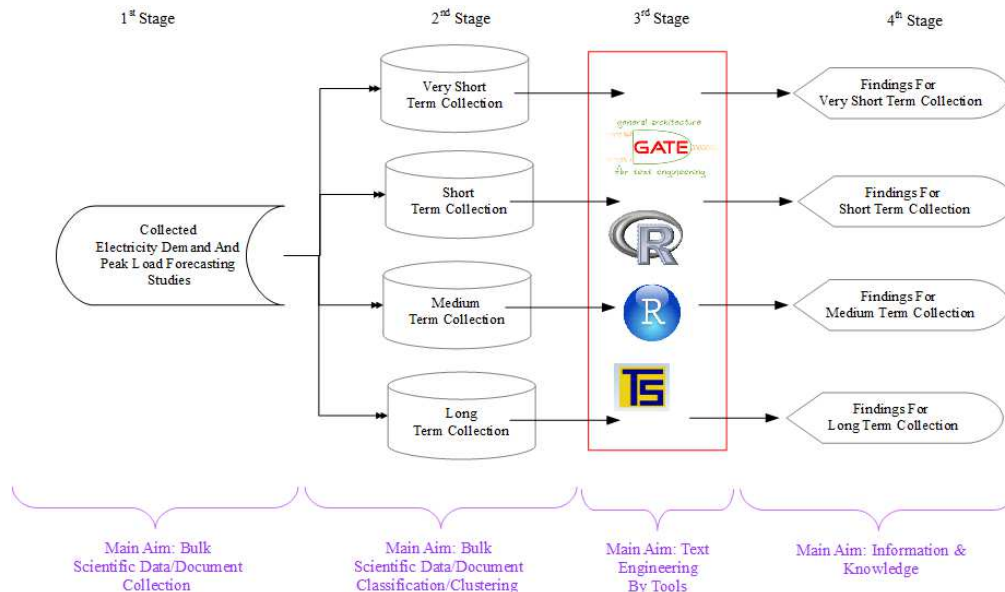 1st Stage
2nd Stage
3rd Stage
4th Stage
Collected
Electricity Demand And
Peak Load Forecasting
Studies
Very Short
Term Collection
Short
Term Collection
Medium
Term Collection
Long
Term Collection
general architecture
GATE
for text engineering
R
R
TS
Findings For
Very Short Term Collection
Findings For
Short Term Collection
Findings For
Medium Term Collection
Findings For
Long Term Collection
Main Aim: Bulk
Scientific Data/Document
Collection
Main Aim: Bulk
Scientific Data/Document
Classification/Clustering
Main Aim: Text
Engineering
By Tools
Main Aim: Information &
Knowledge